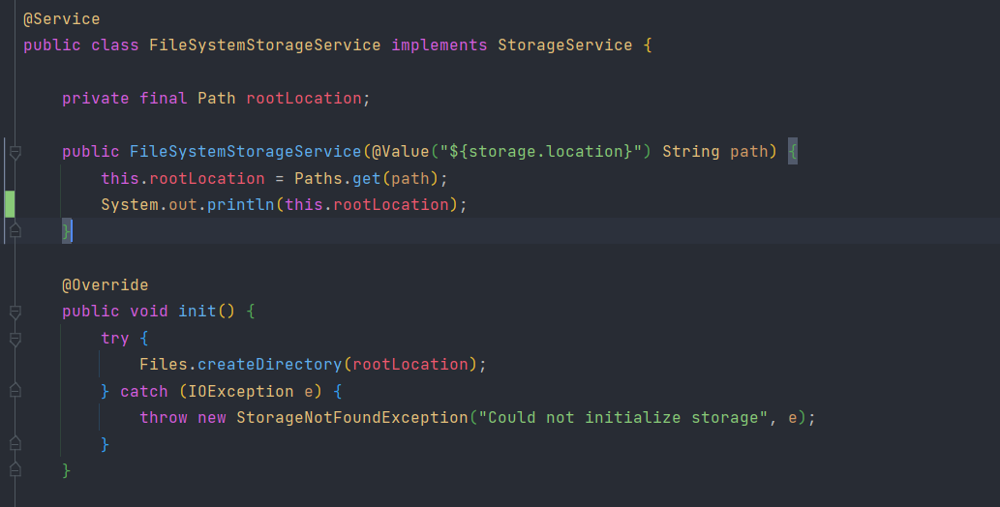 @Service
public class FileSystemStorageService implements StorageService {
private final Path rootLocation;
public FileSystemStorageService(@Value("${storage.location}") String path) {
this.rootLocation = Paths.get(path);
System.out.println(this.rootLocation);
}
@Override
public void init() {
try {
Files.createDirectory(rootLocation);
} catch (IOException e) {
throw new StorageNotFoundException("Could not initialize storage", e);
}
}